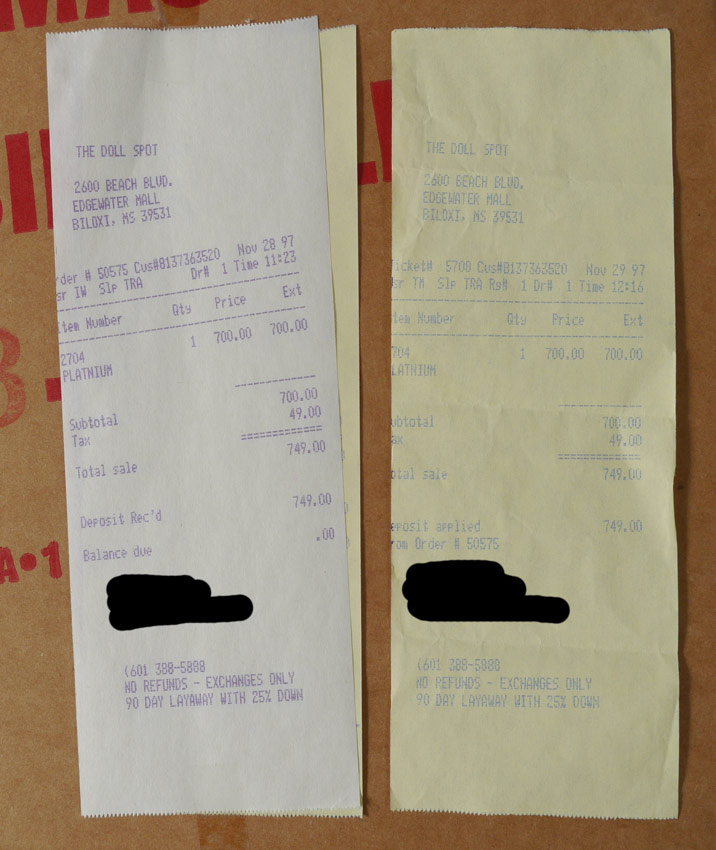 THE DOLL SPOT
2600 BEACH BLVD.
EDGEWATER MALL
BILOXI, MS 39531
rder # 50575 Cus#8137363520 Nov 28 97
sr IW Slp TRA Dr# 1 Time 11:23
Item Number Qty Price Ext
2704 1 700.00 700.00
PLATNIUM
700.00
Subtotal 49.00
Tax
749.00
Total sale
749.00
Deposit Rec'd
.00
Balance due
(601 388-5888
NO REFUNDS - EXCHANGES ONLY
90 DAY LAYAWAY WITH 25% DOWN
THE DOLL SPOT
2600 BEACH BLVD.
EDGEWATER MALL
BILOXI, MS 39531
icket# 5708 Cus#8137363520 Nov 29 97
sr TM Slp TRA Rg# 1 Dr# 1 Time 12:16
tem Number Qty Price Ext
704 1 700.00 700.00
LATNIUM
ubtotal 700.00
ax 49.00
otal sale 749.00
eposit applied 749.00
om Order # 50575
(601 388-5888
NO REFUNDS - EXCHANGES ONLY
90 DAY LAYAWAY WITH 25% DOWN
A•1